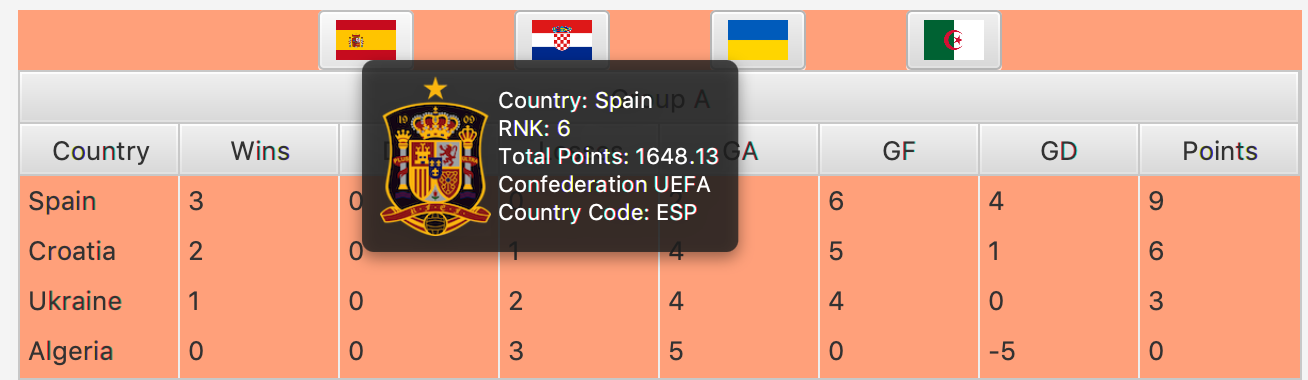 Group A
Country: Spain
RNK: 6
Total Points: 1648.13
Confederation UEFA
Country Code: ESP
Country Wins GA GF GD Points
Spain 3 0 0 6 4 9
Croatia 2 0 1 4 5 1 6
Ukraine 1 0 2 4 4 0 3
Algeria 0 0 3 5 0 -5 0